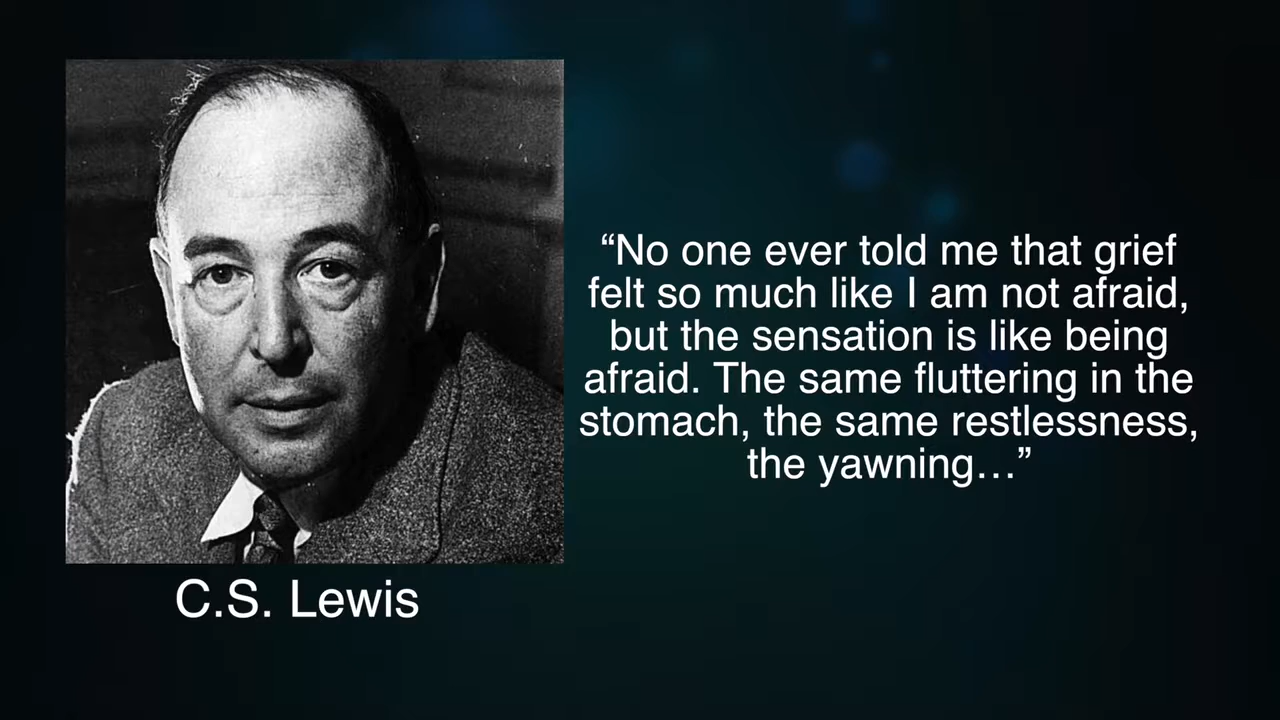 “No one ever told me that grief
felt so much like I am not afraid,
but the sensation is like being
afraid. The same fluttering in the
stomach, the same restlessness,
the yawning…”
C.S. Lewis